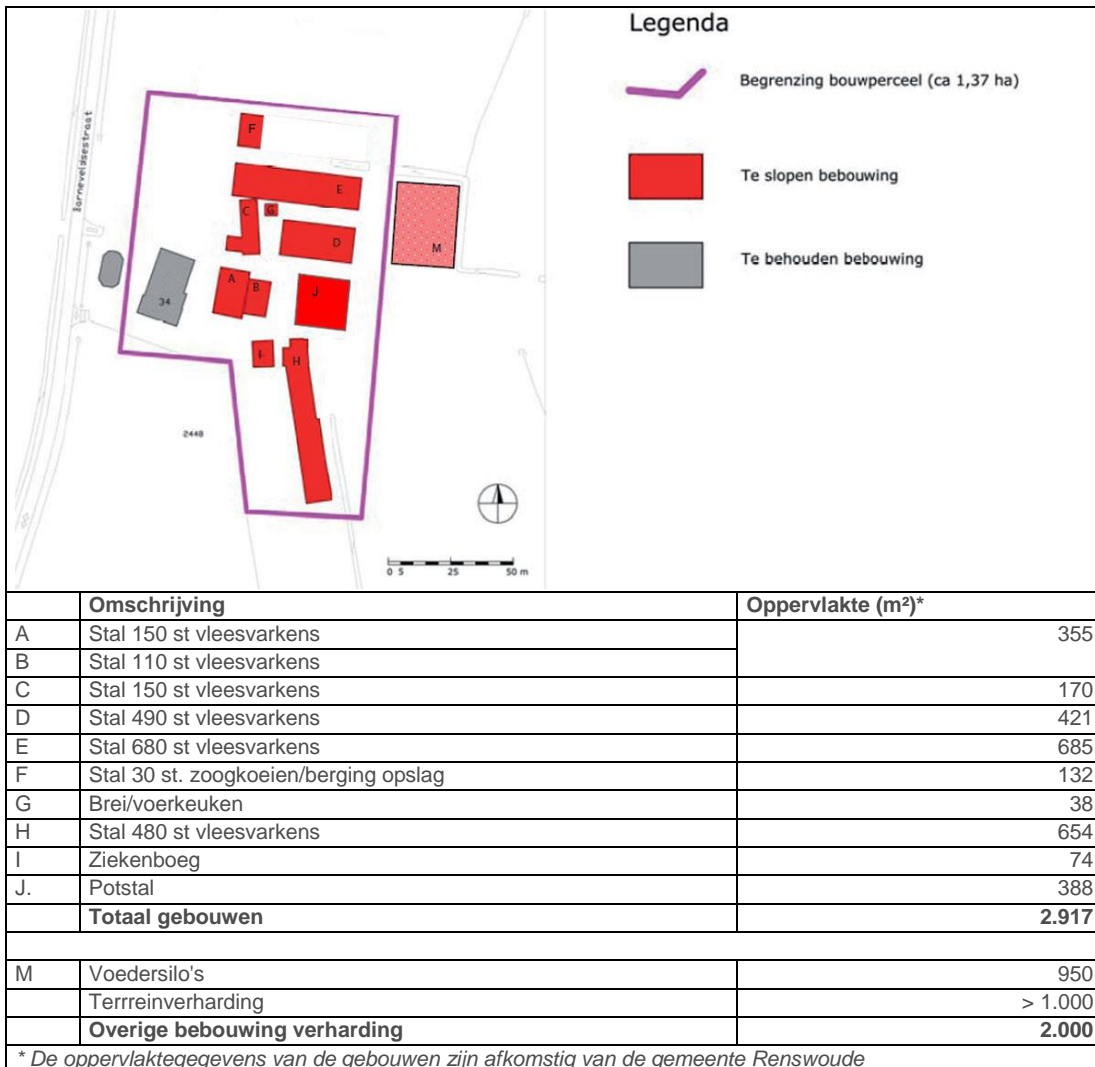 Legenda
Begrenzing bouwperceel (ca 1,37 ha)
Te slopen bebouwing
Te behouden bebouwing
Barneveldsestraat
F
E
C
G
D
M
A
B
J
34
I
H
2448
0 5 25 50 m
Omschrijving Oppervlakte (m²)*
A Stal 150 st vleesvarkens 355
B Stal 110 st vleesvarkens
C Stal 150 st vleesvarkens 170
D Stal 490 st vleesvarkens 421
E Stal 680 st vleesvarkens 685
F Stal 30 st. zoogkoeien/berging opslag 132
G Brei/voerkeuken 38
H Stal 480 st vleesvarkens 654
I Ziekenboeg 74
J. Potstal 388
Totaal gebouwen 2.917
M Voedersilo's 950
Terrreinverharding > 1.000
Overige bebouwing verharding 2.000
* De oppervlaktegegevens van de gebouwen zijn afkomstig van de gemeente Renswoude